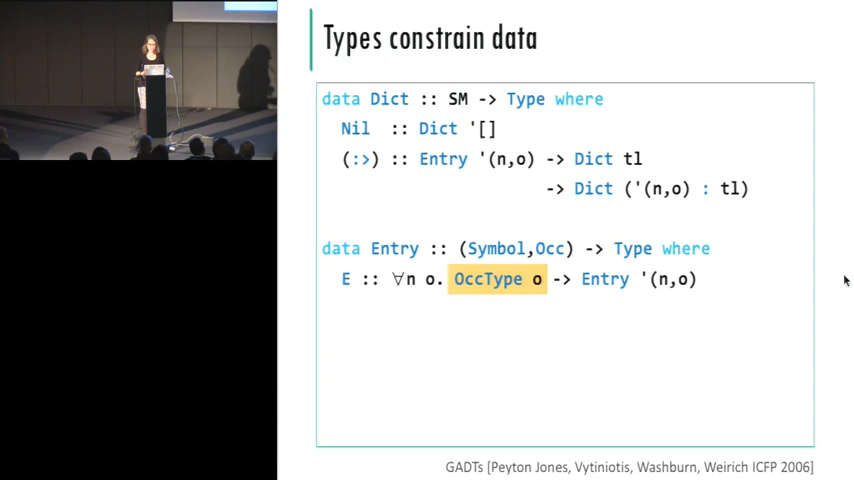 Types constrain data
data Dict :: SM -> Type where
Nil :: Dict '[]
(:>) :: Entry '(n,o) -> Dict tl
-> Dict ('(n,o) : tl)
data Entry :: (Symbol,Occ) -> Type where
E :: ∀n o. OccType o -> Entry '(n,o)
GADTs [Peyton Jones, Vytiniotis, Washburn, Weirich ICFP 2006]